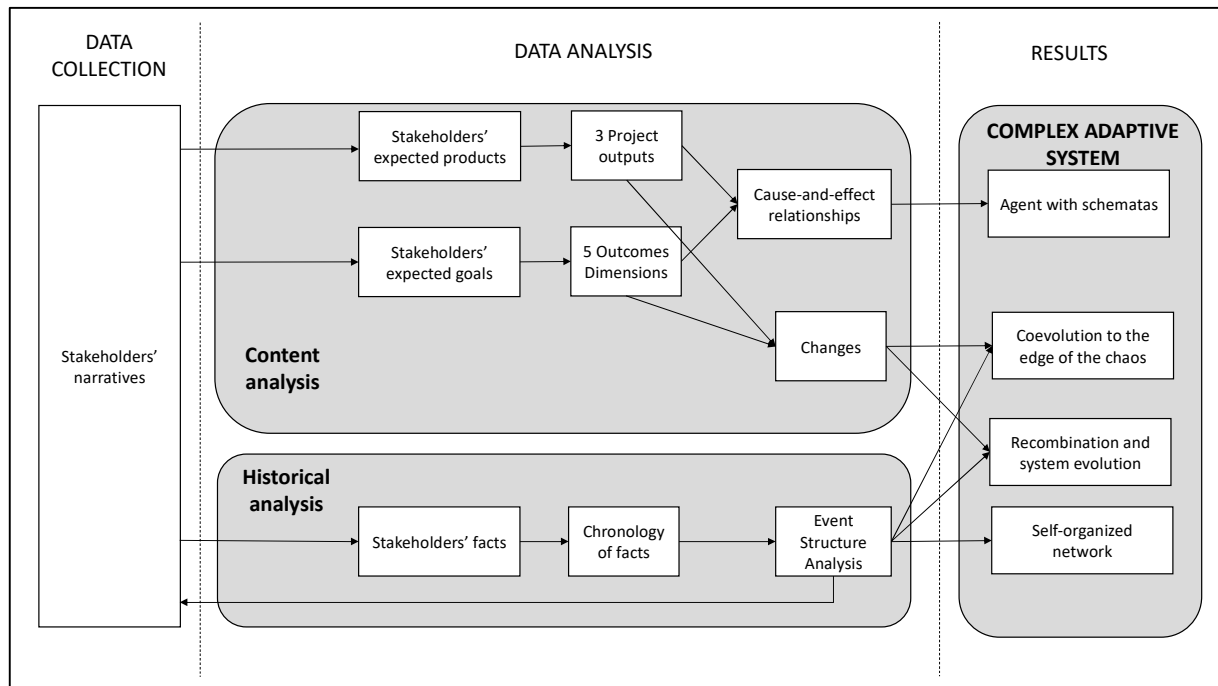 DATA
COLLECTION
DATA ANALYSIS
RESULTS
Stakeholders’
narratives
Stakeholders’
expected products
3 Project
outputs
Cause-and-effect
relationships
Stakeholders’
expected goals
5 Outcomes
Dimensions
Changes
Content
analysis
Historical
analysis
Stakeholders’ facts
Chronology
of facts
Event
Structure
Analysis
COMPLEX ADAPTIVE
SYSTEM
Agent with schematas
Coevolution to the
edge of the chaos
Recombination and
system evolution
Self-organized
network